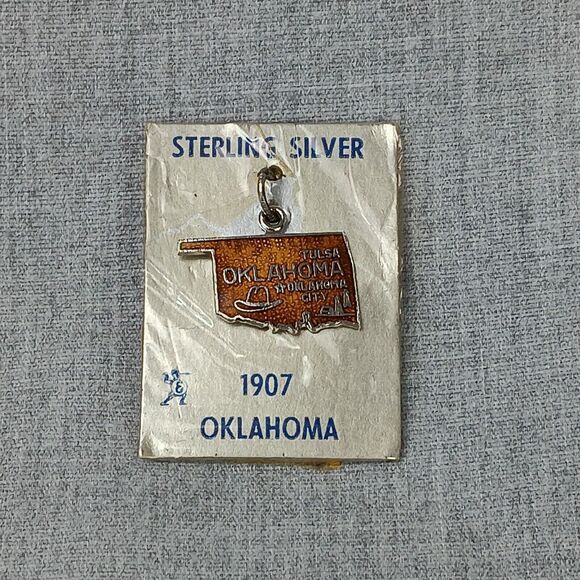 STERLING SILVER
TULSA
OKLAHOMA
☆OKLAHOMA
CITY
1907
OKLAHOMA